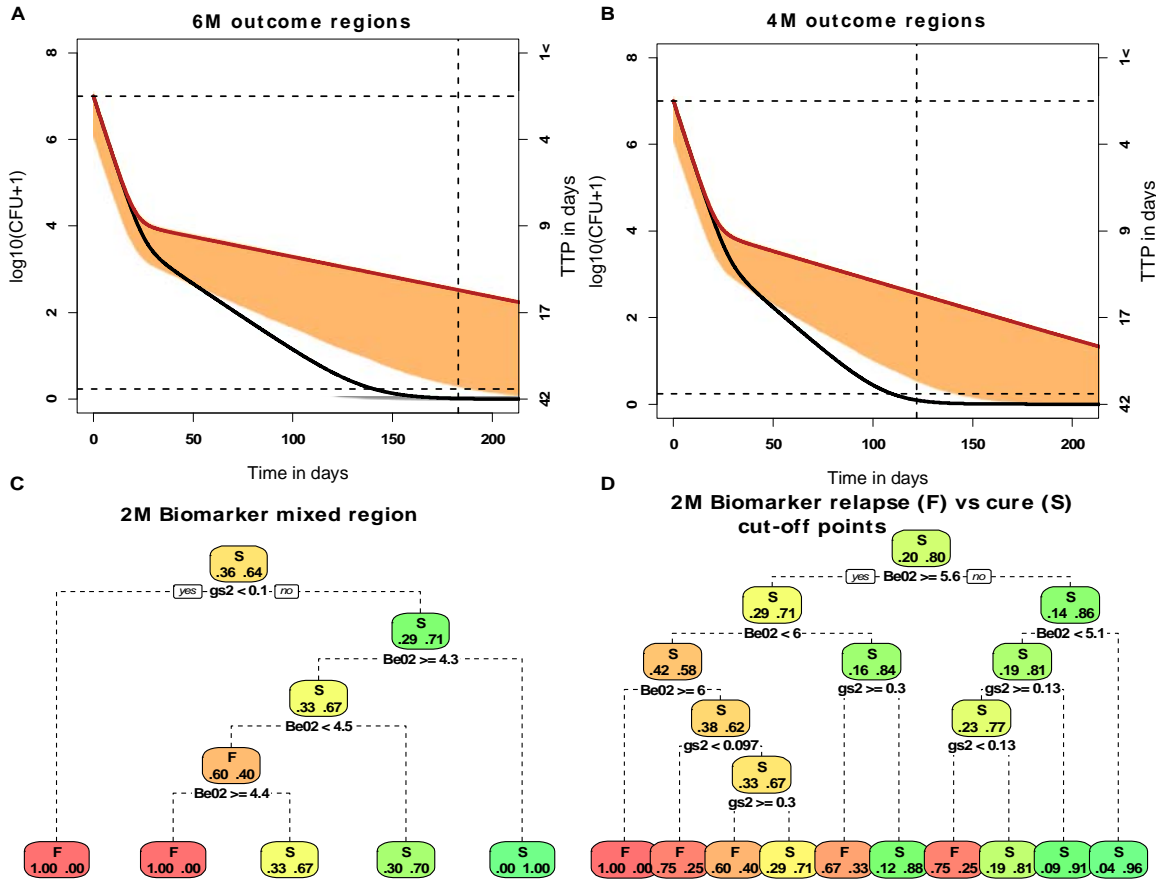 A
6M outcome regions
8
6
4
2
0
log10(CFU+1)
1<
4
9
17
42
TTP in days
0
50
100
150
200
Time in days
B
4M outcome regions
8
6
4
2
0
log10(CFU+1)
1<
4
9
17
42
TTP in days
0
50
100
150
200
Time in days
C
2M Biomarker mixed region
S
.36 .64
yes gs2 < 0.1 no
S
.29 .71
Be02 >= 4.3
S
.33 .67
Be02 < 4.5
F
.60 .40
Be02 >= 4.4
F
1.00 .00
F
1.00 .00
S
.33 .67
S
.30 .70
S
.00 1.00
D
2M Biomarker relapse (F) vs cure (S)
cut-off points
S
.20 .80
yes Be02 >= 5.6 no
S
.29 .71
Be02 < 6
S
.14 .86
Be02 < 5.1
S
.42 .58
Be02 >= 6
S
.16 .84
gs2 >= 0.3
S
.19 .81
gs2 >= 0.13
S
.38 .62
gs2 < 0.097
S
.23 .77
gs2 < 0.13
S
.33 .67
gs2 >= 0.3
F
1.00 .00
F
.75 .25
F
.60 .40
S
.29 .71
F
.67 .33
S
.12 .88
F
.75 .25
S
.19 .81
S
.09 .91
S
.04 .96